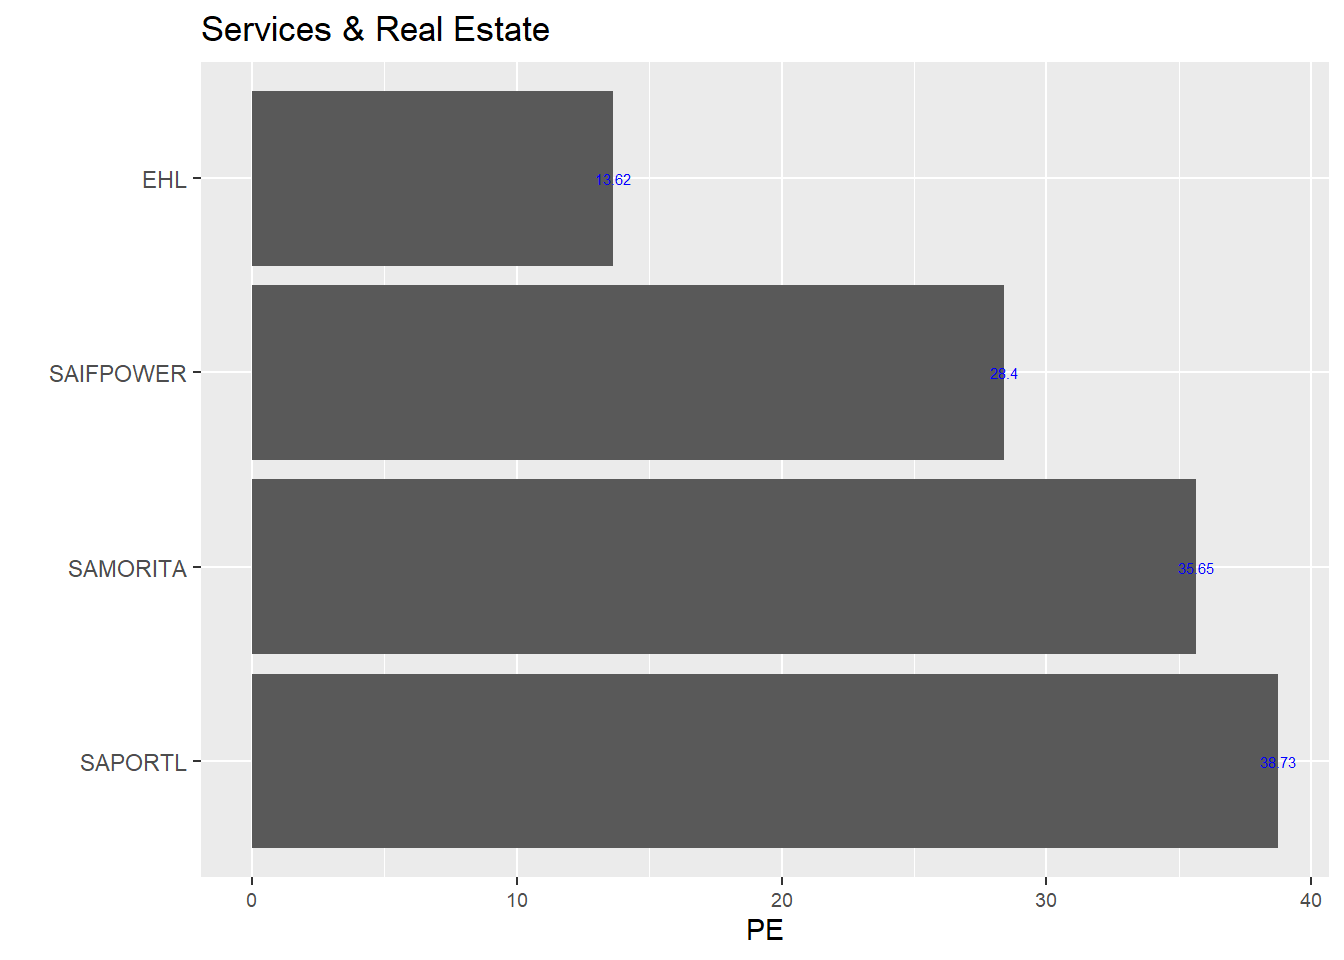 Services & Real Estate
EHL
13.62
SAIFPOWER
28.4
SAMORITA
35.65
SAPORTL
38.73
0 10 20 30 40
PE